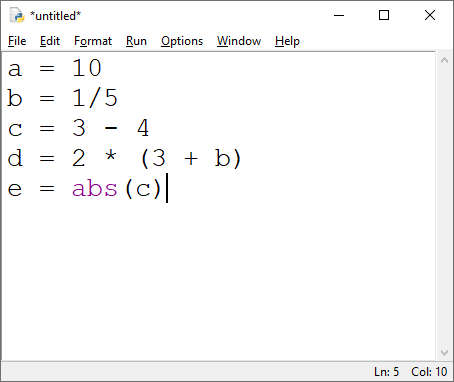 *untitled*
File Edit Format Run Options Window Help
a = 10
b = 1/5
c = 3 - 4
d = 2 * (3 + b)
e = abs(c)
Ln: 5 Col: 10